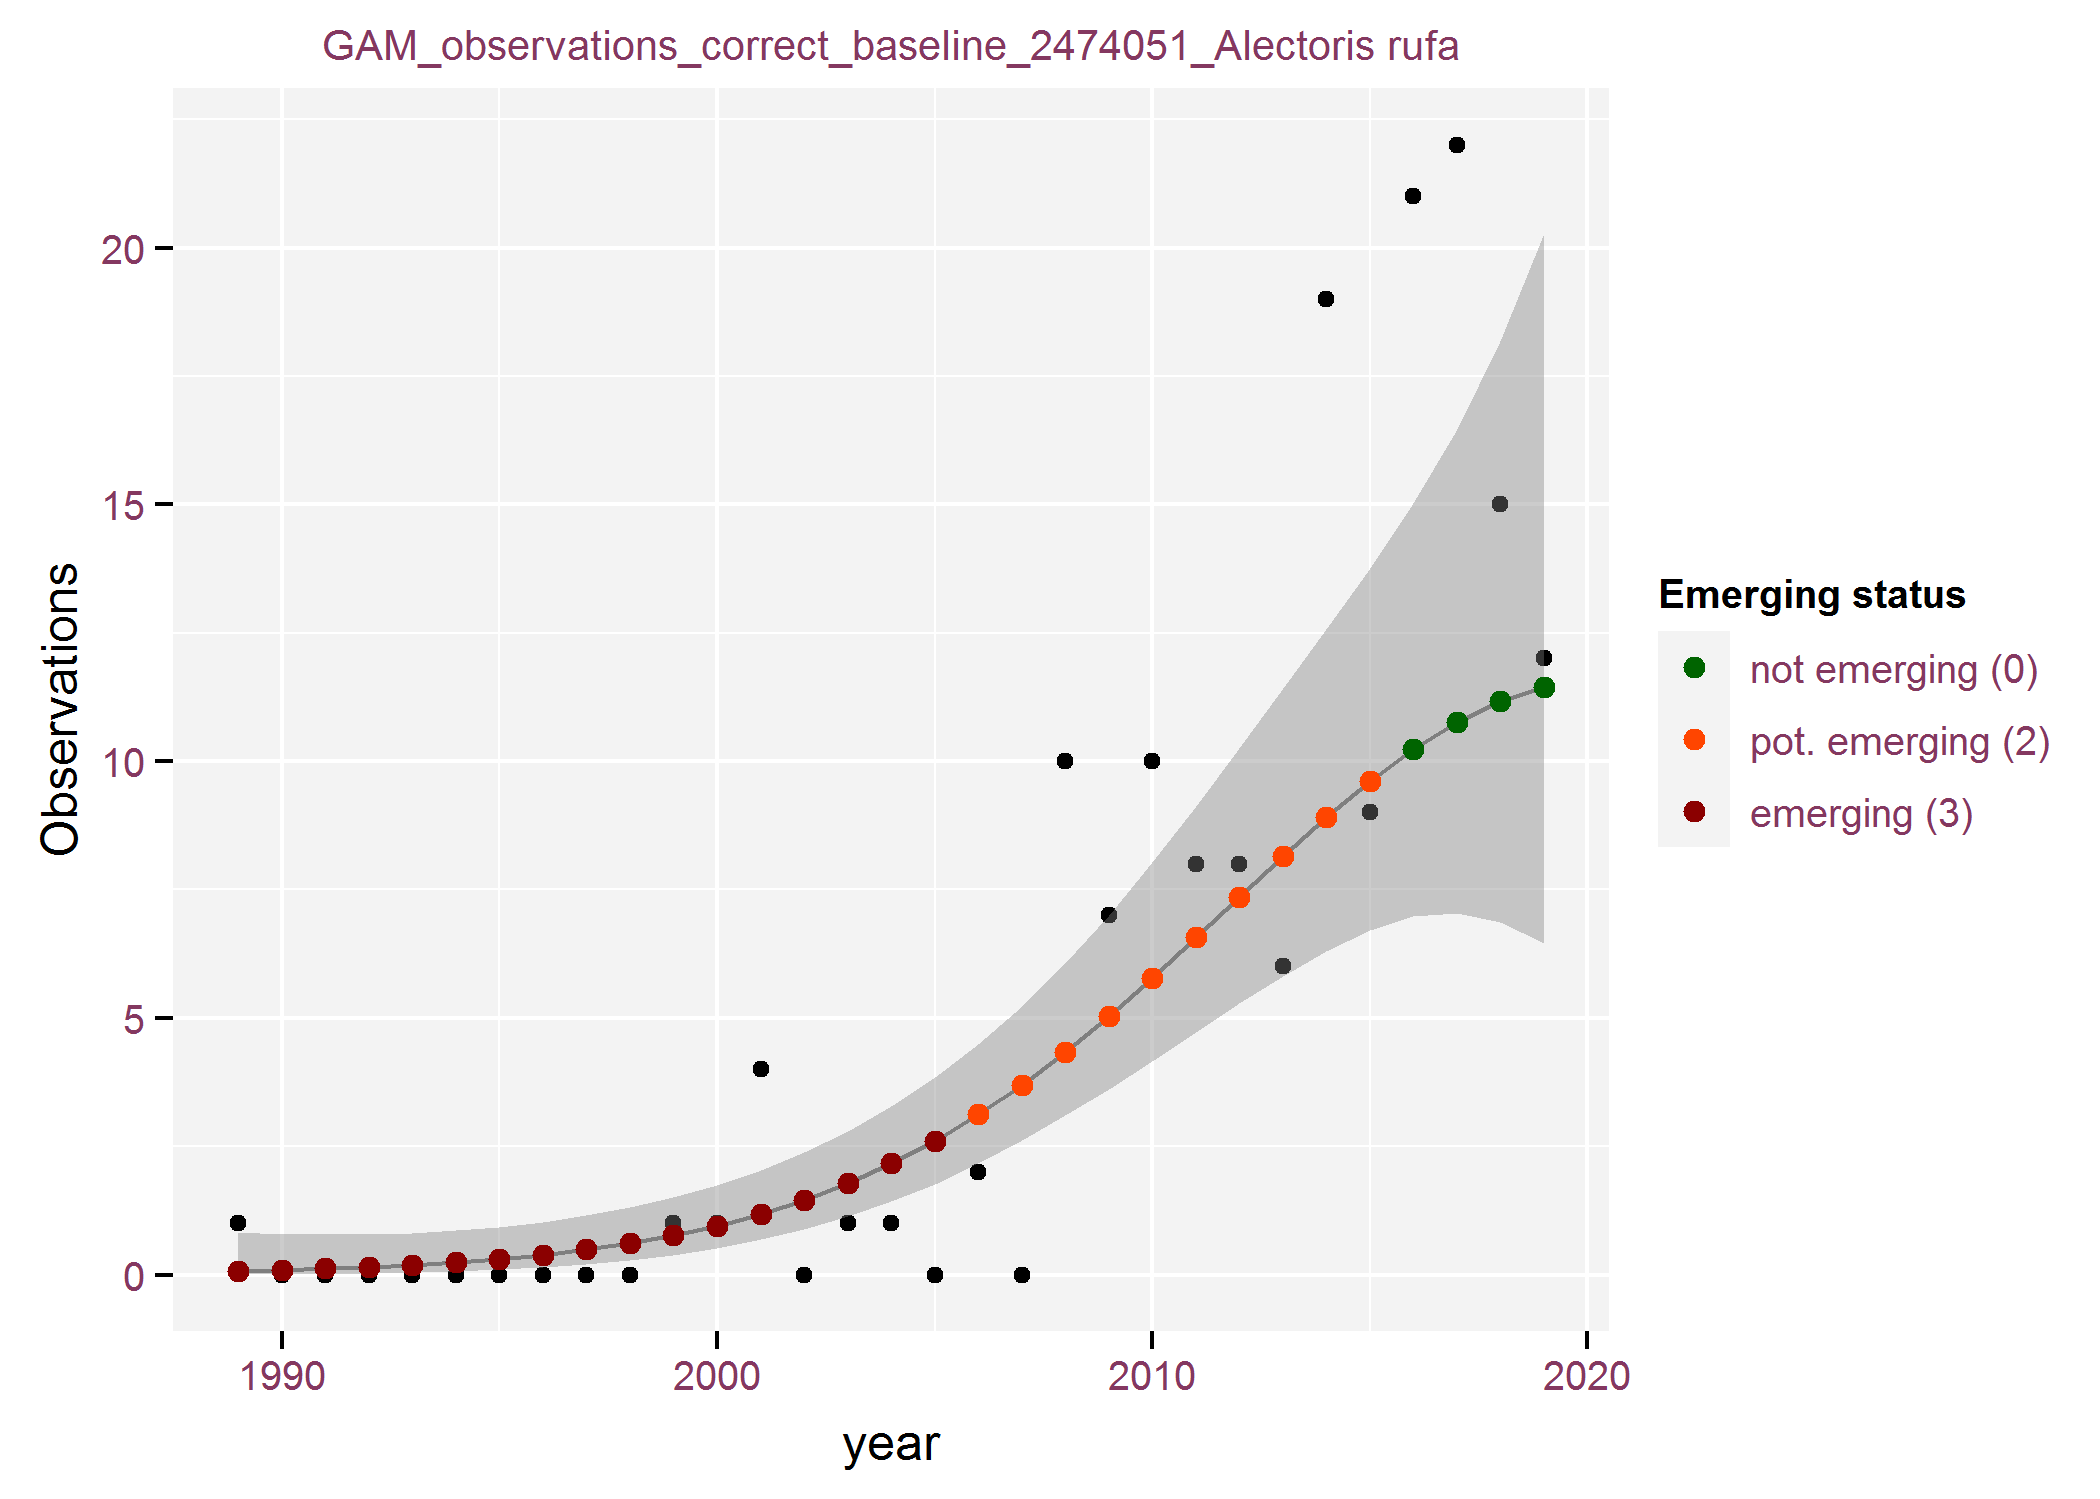 GAM_observations_correct_baseline_2474051_Alectoris rufa
Observations
20
15
10
5
0
1990
2000
2010
2020
year
Emerging status
not emerging (0)
pot. emerging (2)
emerging (3)